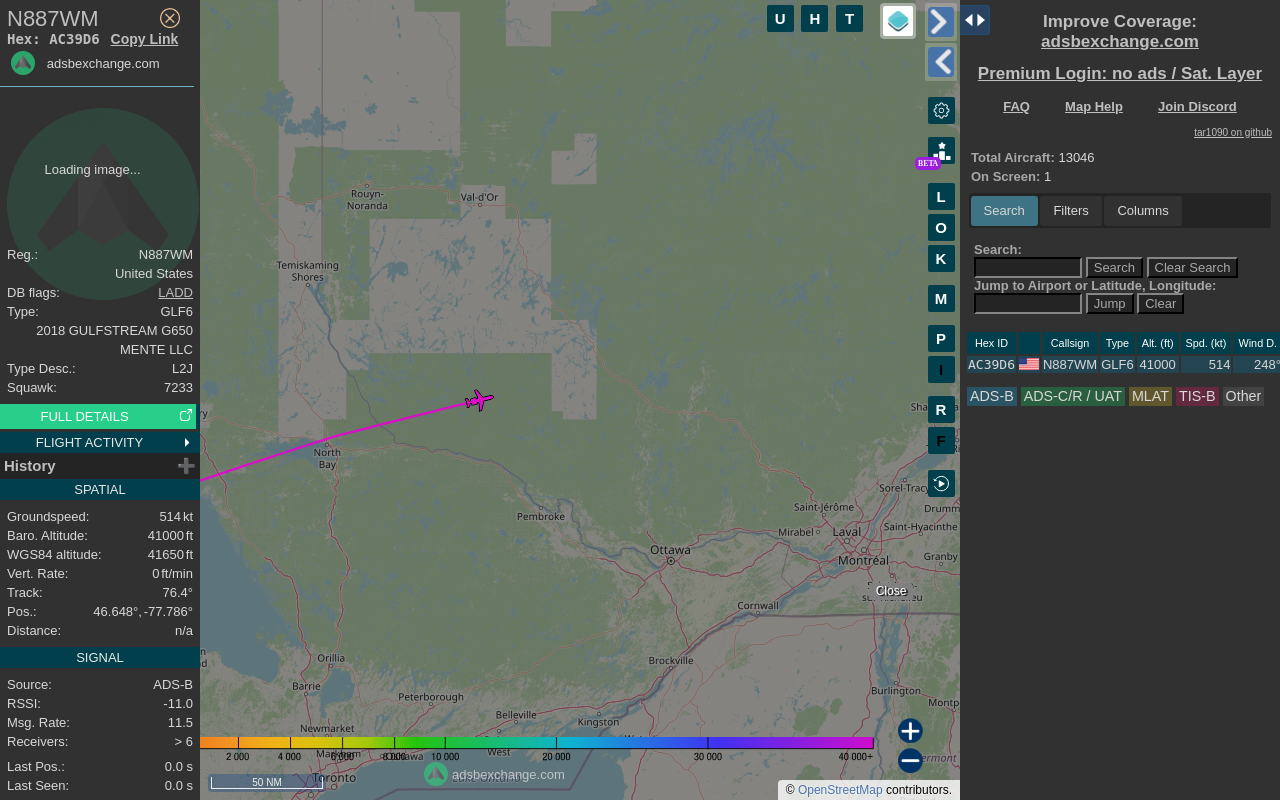 N887WM
Hex: AC39D6 Copy Link
adsbexchange.com
Loading image...
Reg.: N887WM
United States
DB flags: LADD
Type: GLF6
2018 GULFSTREAM G650
MENTE LLC
Type Desc.: L2J
Squawk: 7233
FULL DETAILS
FLIGHT ACTIVITY
History
SPATIAL
Groundspeed: 514 kt
Baro. Altitude: 41000 ft
WGS84 altitude: 41650 ft
Vert. Rate: 0 ft/min
Track: 76.4°
Pos.: 46.648°, -77.786°
Distance: n/a
SIGNAL
Source: ADS-B
RSSI: -11.0
Msg. Rate: 11.5
Receivers: > 6
Last Pos.: 0.0 s
Last Seen: 0.0 s
U H T
BETA
L
O
K
M
P
I
R
F
Rouyn-
Noranda
Val-d'Or
Temiskaming
Shores
North
Bay
Pembroke
Ottawa
Saint-Jérôme
Mirabel
Laval
Montréal
Sorel-Tracy
Drumm
Saint-Hyacinthe
Granby
Close
Cornwall
Brockville
Orillia
Barrie
Peterborough
Newmarket
Markham
Oshawa
Belleville
Quinte
West
Kingston
Burlington
Montp
Vermont
Toronto
2 000 4 000 6 000 8 000 10 000 20 000 30 000 40 000+
50 NM
adsbexchange.com
© OpenStreetMap contributors.
Improve Coverage:
adsbexchange.com
Premium Login: no ads / Sat. Layer
FAQ Map Help Join Discord
tar1090 on github
Total Aircraft: 13046
On Screen: 1
Search Filters Columns
Search:
Search Clear Search
Jump to Airport or Latitude, Longitude:
Jump Clear
Hex ID Callsign Type Alt. (ft) Spd. (kt) Wind D.
AC39D6 N887WM GLF6 41000 514 248°
ADS-B ADS-C/R / UAT MLAT TIS-B Other